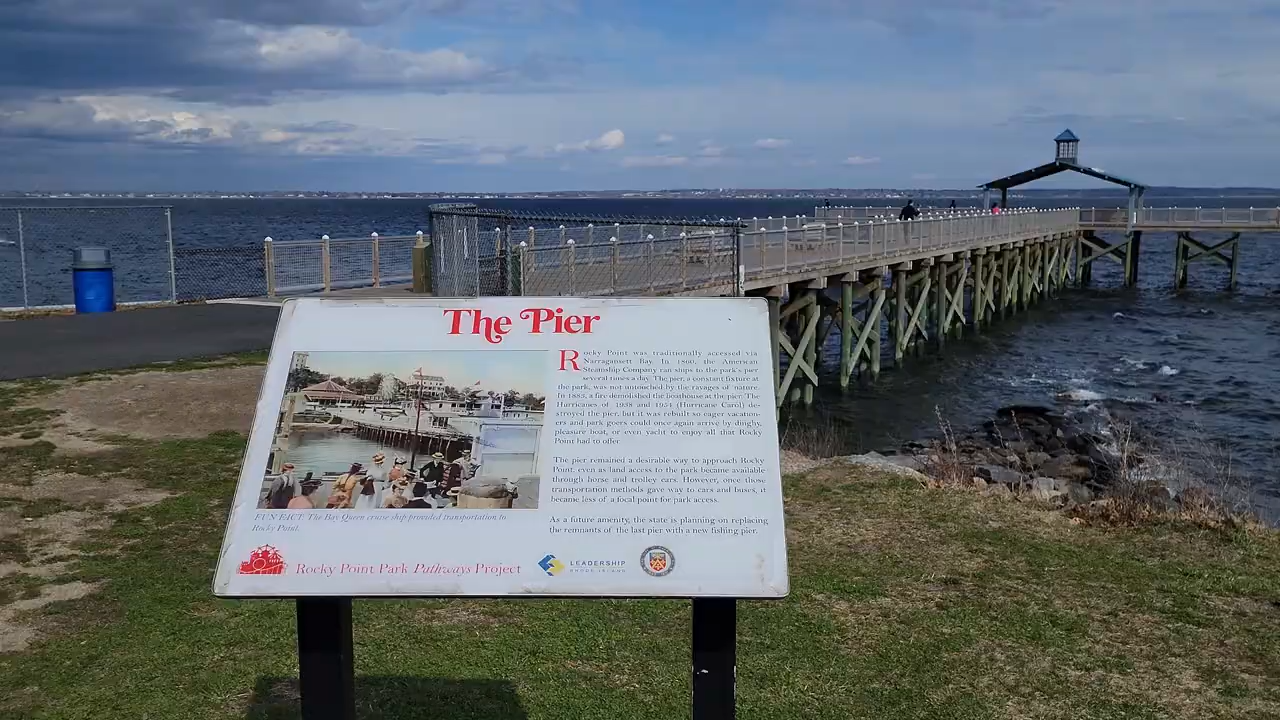 The Pier
Rocky Point was traditionally accessed via
Narragansett Bay. In 1860, the American
Steamship Company ran ships to the park's pier
several times a day. The pier, a constant fixture at
the park, was not untouched by the ravages of nature.
In 1883, a fire demolished the boathouse at the pier. The
Hurricanes of 1938 and 1954 (Hurricane Carol) de-
stroyed the pier, but it was rebuilt so eager vacation-
ers and park goers could once again arrive by dinghy,
pleasure boat, or even yacht to enjoy all that Rocky
Point had to offer.
The pier remained a desirable way to approach Rocky
Point, even as land access to the park became available
through horse and trolley cars. However, once those
transportation methods gave way to cars and buses, it
became less of a focal point for park access.
As a future amenity, the state is planning on replacing
the remnants of the last pier with a new fishing pier.
FUN FACT: The Bay Queen cruise ship provided transportation to
Rocky Point.
Rocky Point Park Pathways Project
LEADERSHIP
RHODE ISLAND